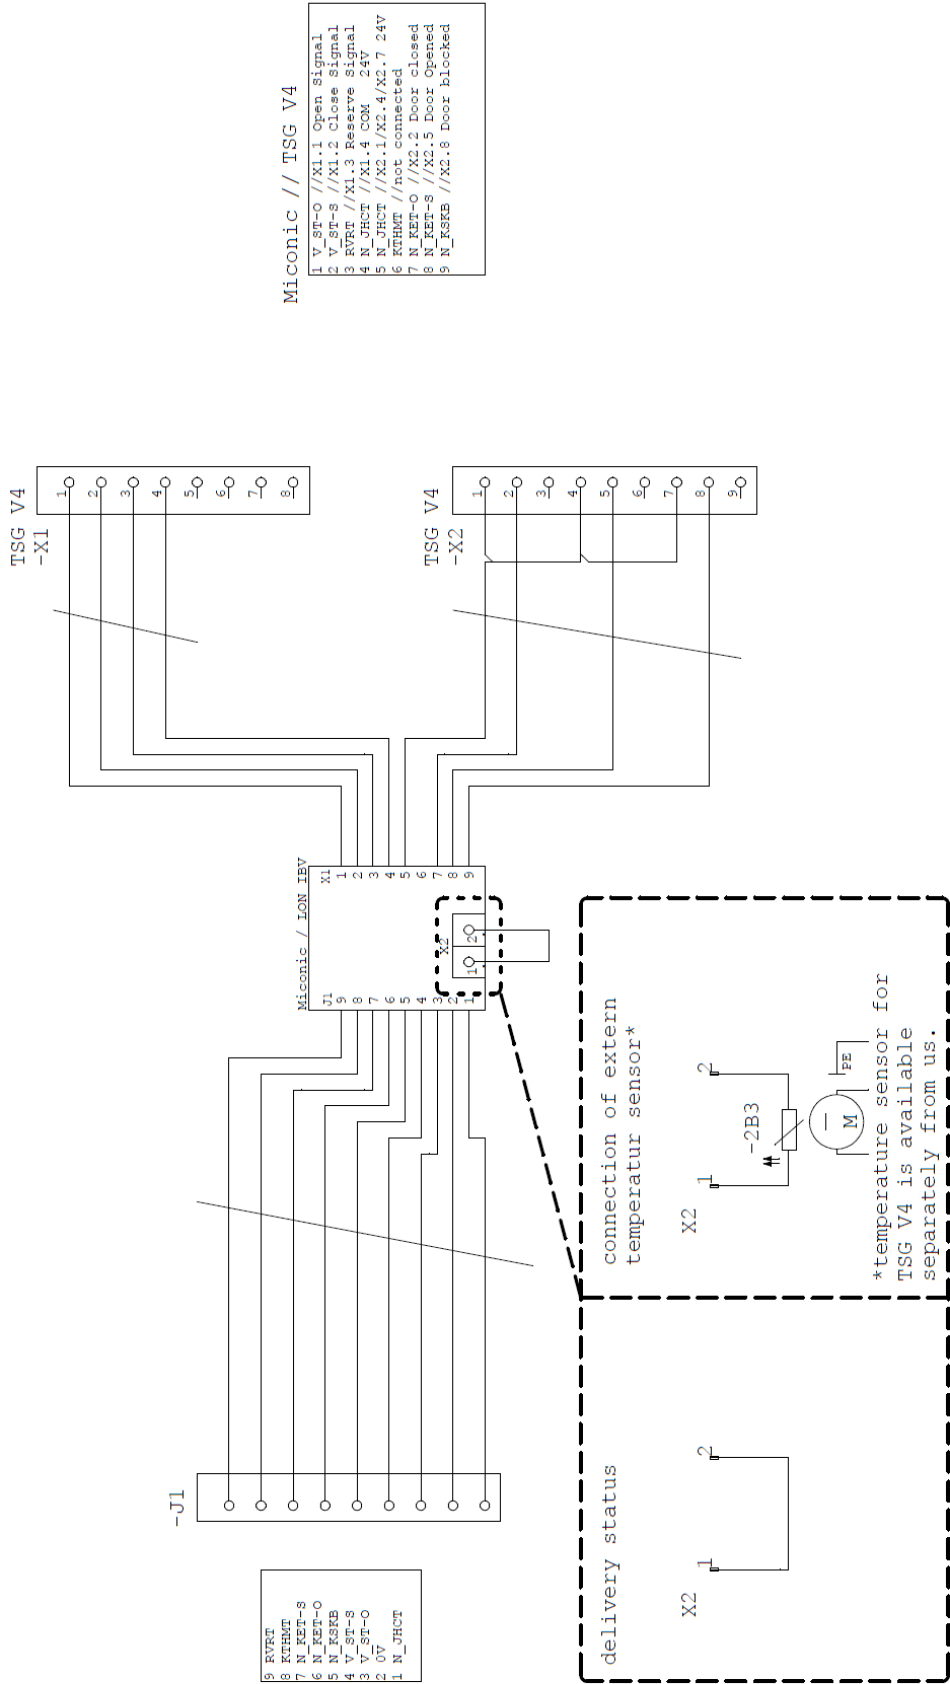 Miconic // TSG V4
1 V_ST-O //X1.1 Open Signal
2 V_ST-S //X1.2 Close Signal
3 RVRT //X1.3 Reserve Signal
4 N_JHCT //X1.4 COM 24V
5 N_JHCT //X2.1/X2.4/X2.7 24V
6 KTHMT //not connected
7 N_KET-O //X2.2 Door closed
8 N_KET-S //X2.5 Door Opened
9 N_KSKB //X2.8 Door blocked
TSG V4
-X1
1
2
3
4
5
6
7
8
TSG V4
-X2
1
2
3
4
5
6
7
8
9
Miconic / LON IBV
J1
9
8
7
6
5
4
3
2
1
X1
1
2
3
4
5
6
7
8
9
X2
1
2
-J1
9 RVRT
8 KTHMT
7 N_KET-S
6 N_KET-O
5 N_KSKB
4 V_ST-S
3 V_ST-O
2 0V
1 N_JHCT
delivery status
X2
1
2
connection of extern
temperatur sensor*
X2
1
2
-2B3
M
PE
*temperature sensor for
TSG V4 is available
separately from us.